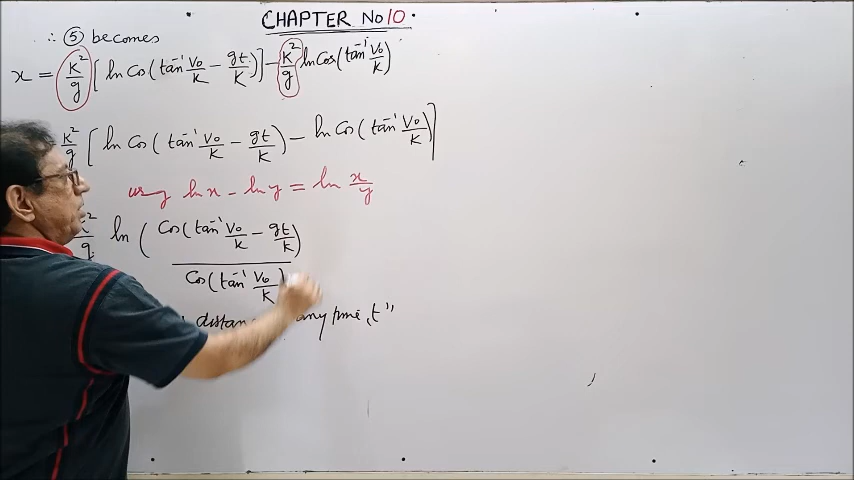 CHAPTER No 10
∴ ⑤ becomes
x = k²/g [ln Cos(tan⁻¹ V₀/k − gt/k)] − k²/g ln Cos(tan⁻¹ V₀/k)
k²/g [ln Cos(tan⁻¹ V₀/k − gt/k) − ln Cos(tan⁻¹ V₀/k)]
using ln x − ln y = ln x/y
k²/g ln (Cos(tan⁻¹ V₀/k − gt/k) / Cos(tan⁻¹ V₀/k)
any time, t"